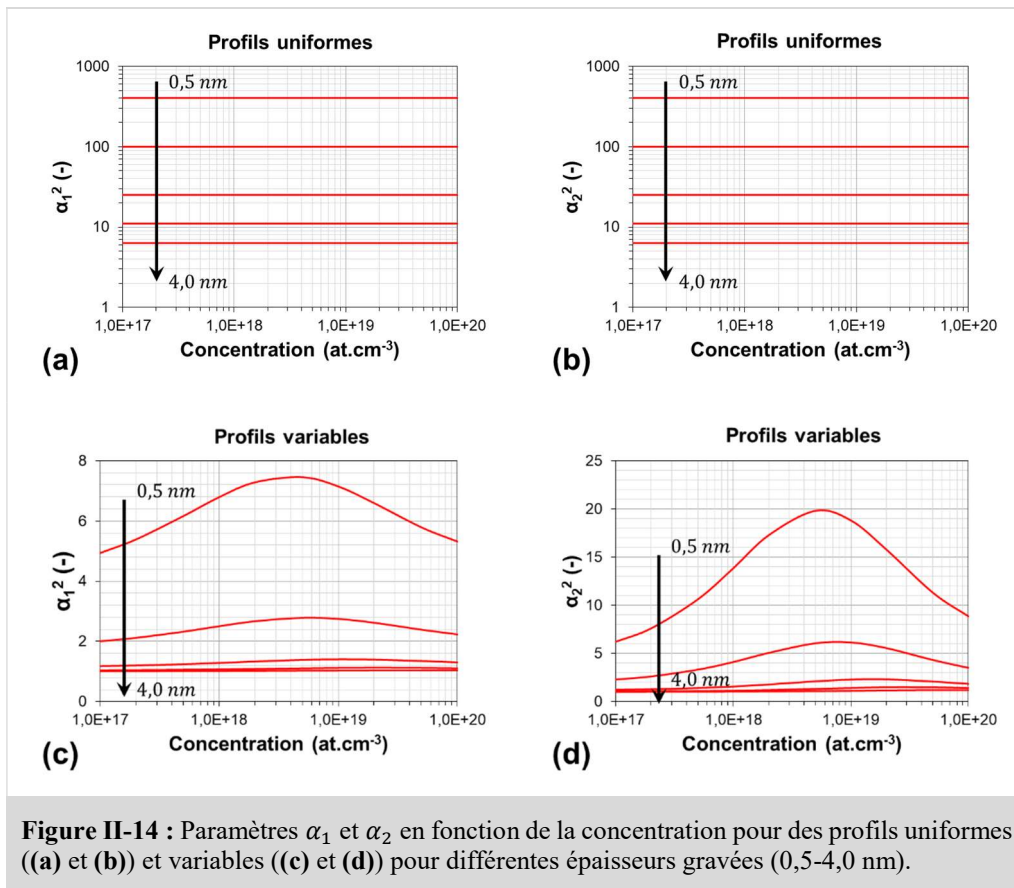 Profils uniformes
1000
100
10
1
α₁² (-)
0,5 nm
4,0 nm
1,0E+17 1,0E+18 1,0E+19 1,0E+20
Concentration (at.cm⁻³)
(a)
Profils uniformes
1000
100
10
1
α₂² (-)
0,5 nm
4,0 nm
1,0E+17 1,0E+18 1,0E+19 1,0E+20
Concentration (at.cm⁻³)
(b)
Profils variables
8
6
4
2
0
α₁² (-)
0,5 nm
4,0 nm
1,0E+17 1,0E+18 1,0E+19 1,0E+20
Concentration (at.cm⁻³)
(c)
Profils variables
25
20
15
10
5
0
α₂² (-)
0,5 nm
4,0 nm
1,0E+17 1,0E+18 1,0E+19 1,0E+20
Concentration (at.cm⁻³)
(d)
Figure II-14 : Paramètres α₁ et α₂ en fonction de la concentration pour des profils uniformes
((a) et (b)) et variables ((c) et (d)) pour différentes épaisseurs gravées (0,5-4,0 nm).